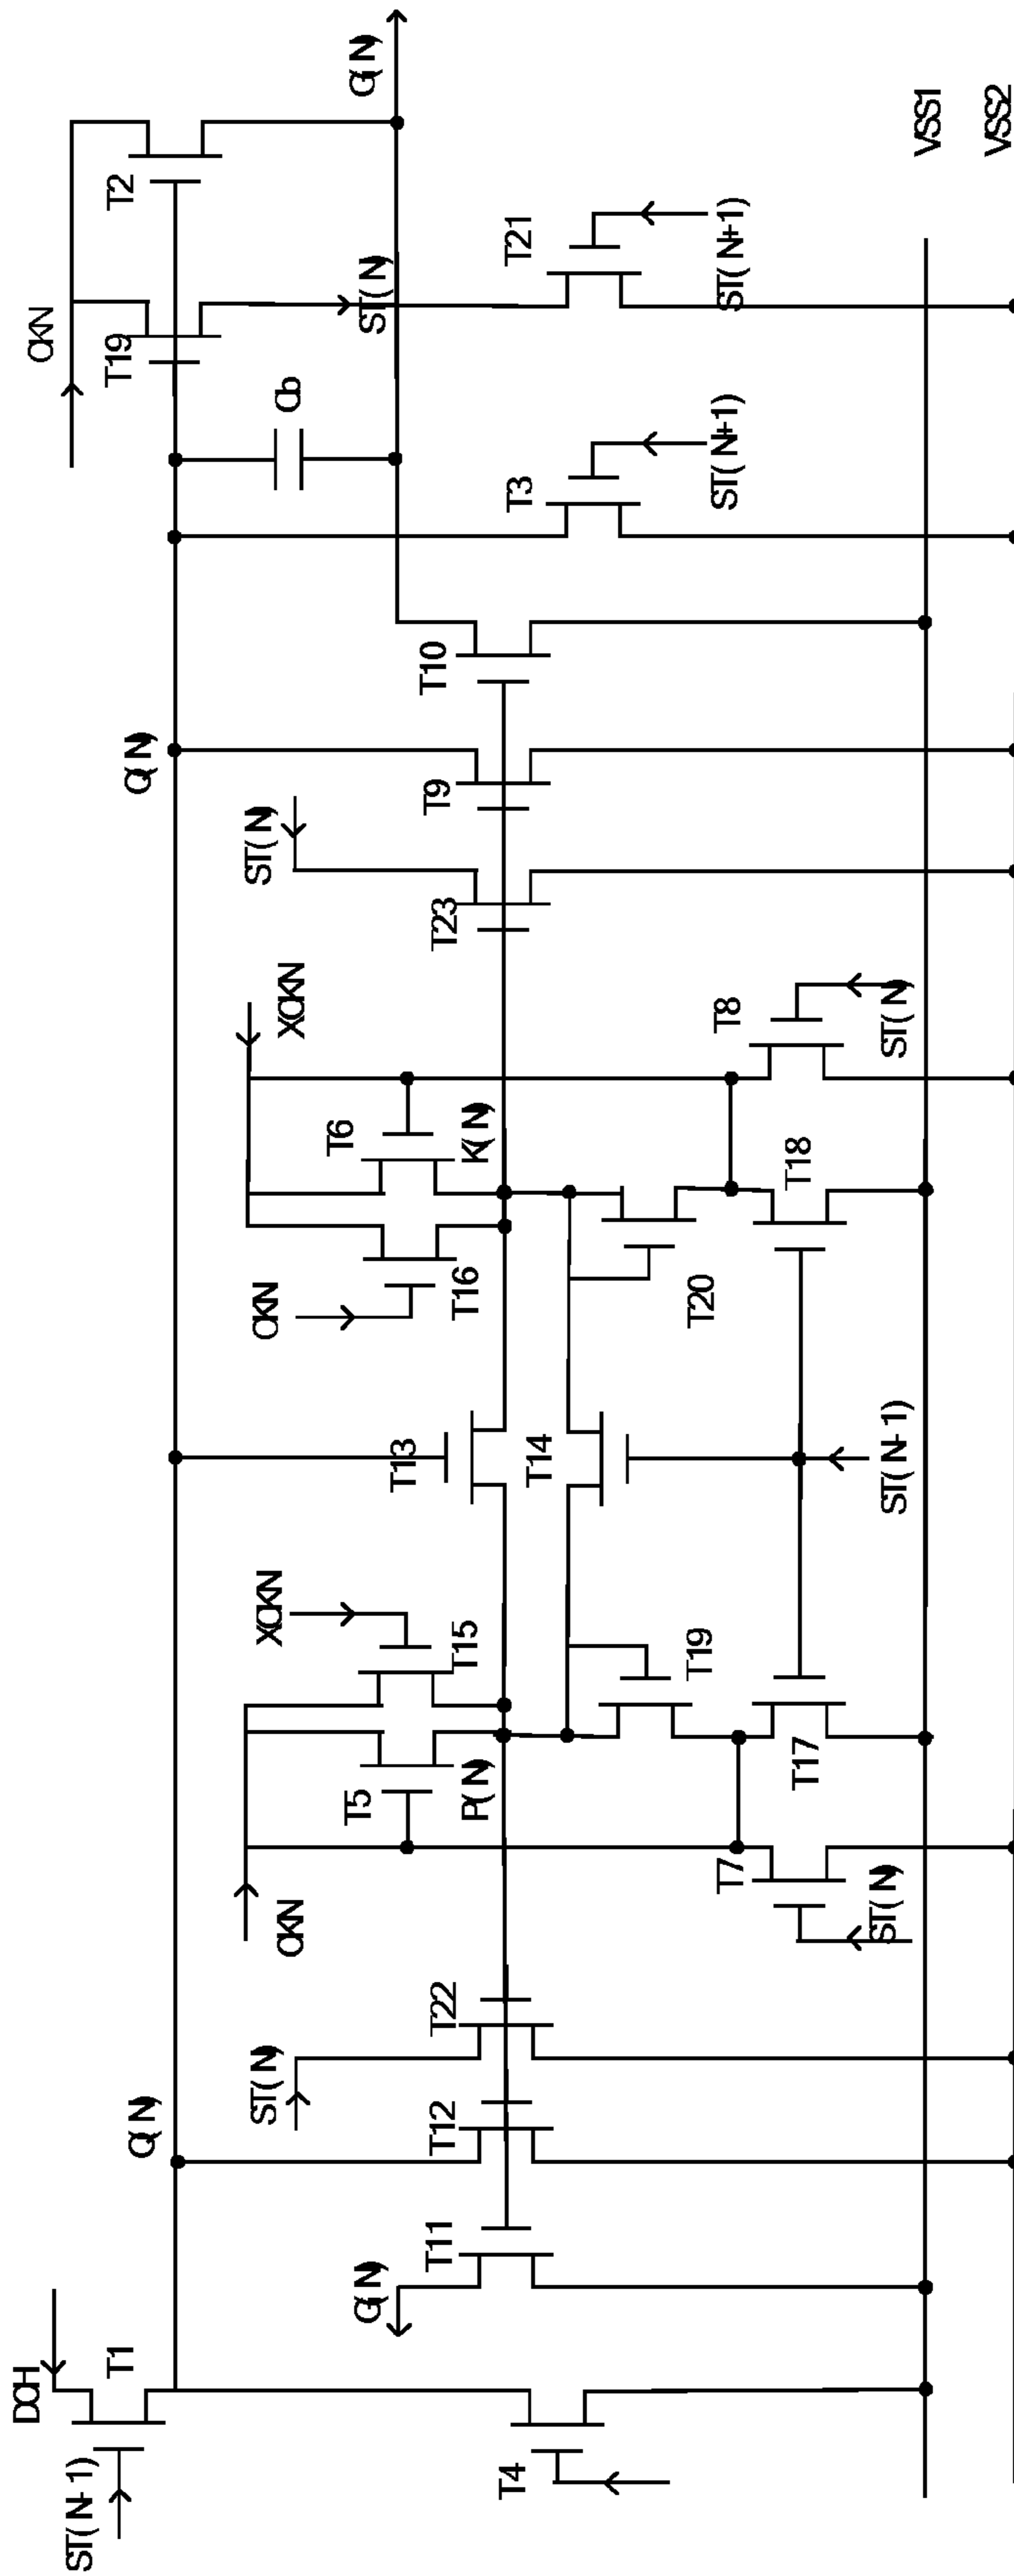 DCH
CKN
ST(N-1)
T1
T19
T2
Q(N)
Q(N)
ST(N)
CKN
XCKN
CKN
XCKN
ST(N)
Cb
G(N)
T5
T6
ST(N)
G(N)
T11
T12
T22
P(N)
T15
T13
T16
K(N)
T23
T9
T10
T4
T14
T3
T21
T7
T19
T20
T8
ST(N+1)
ST(N+1)
T17
T18
ST(N)
ST(N-1)
ST(N)
VSS1
VSS2